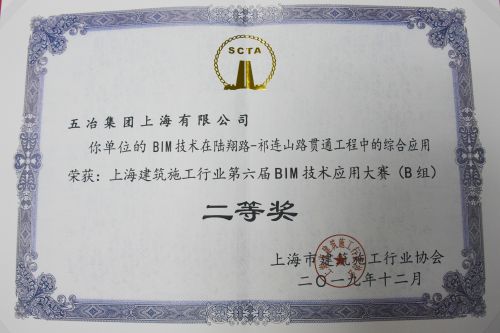 SCTA
五冶集团上海有限公司
你单位的 BIM技术在陆翔路-祁连山路贯通工程中的综合应用
荣获：上海建筑施工行业第六届BIM技术应用大赛（B组）
二等奖
上海市建筑施工行业协会
二〇一九年十二月